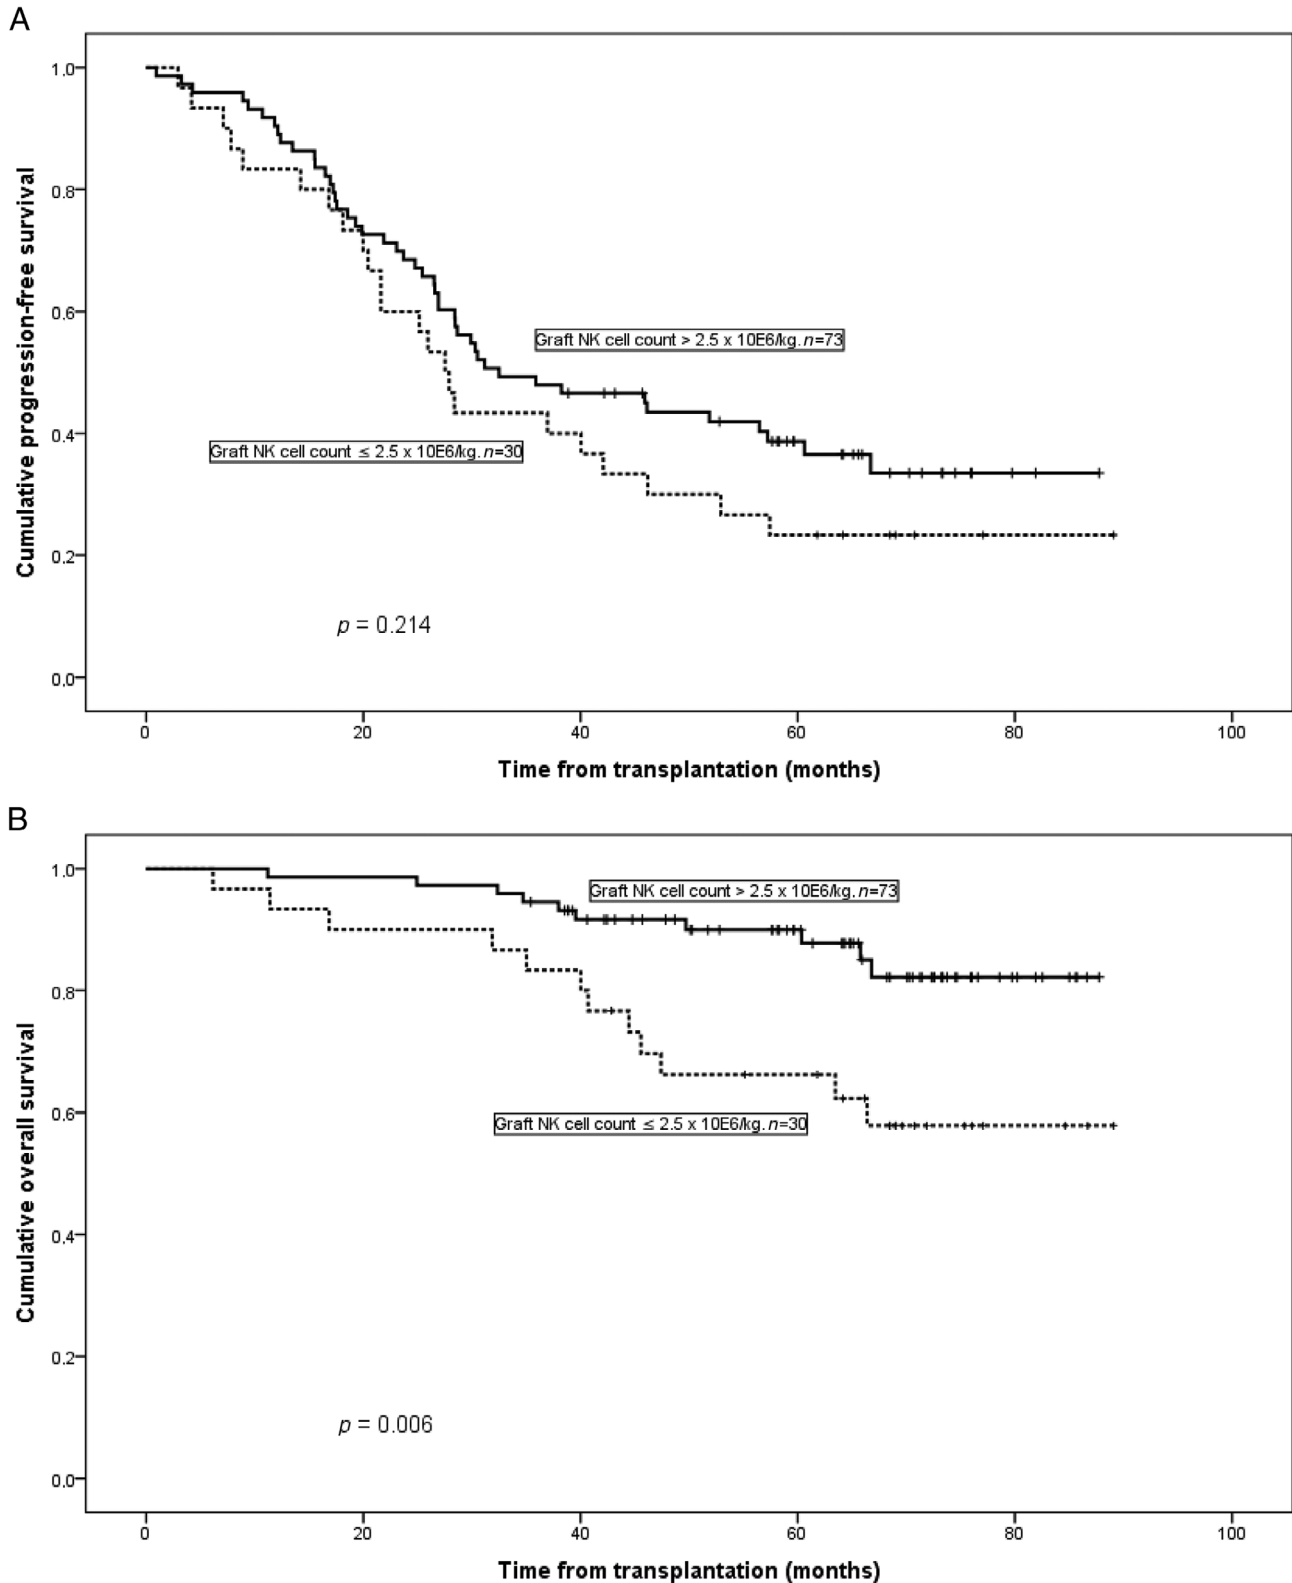 A
Cumulative progression-free survival
1.0
0.8
0.6
0.4
0.2
0.0
Graft NK cell count > 2.5 x 10E6/kg. n=73
Graft NK cell count ≤ 2.5 x 10E6/kg. n=30
p = 0.214
0 20 40 60 80 100
Time from transplantation (months)
B
Cumulative overall survival
1.0
0.8
0.6
0.4
0.2
0.0
Graft NK cell count > 2.5 x 10E6/kg. n=73
Graft NK cell count ≤ 2.5 x 10E6/kg. n=30
p = 0.006
0 20 40 60 80 100
Time from transplantation (months)